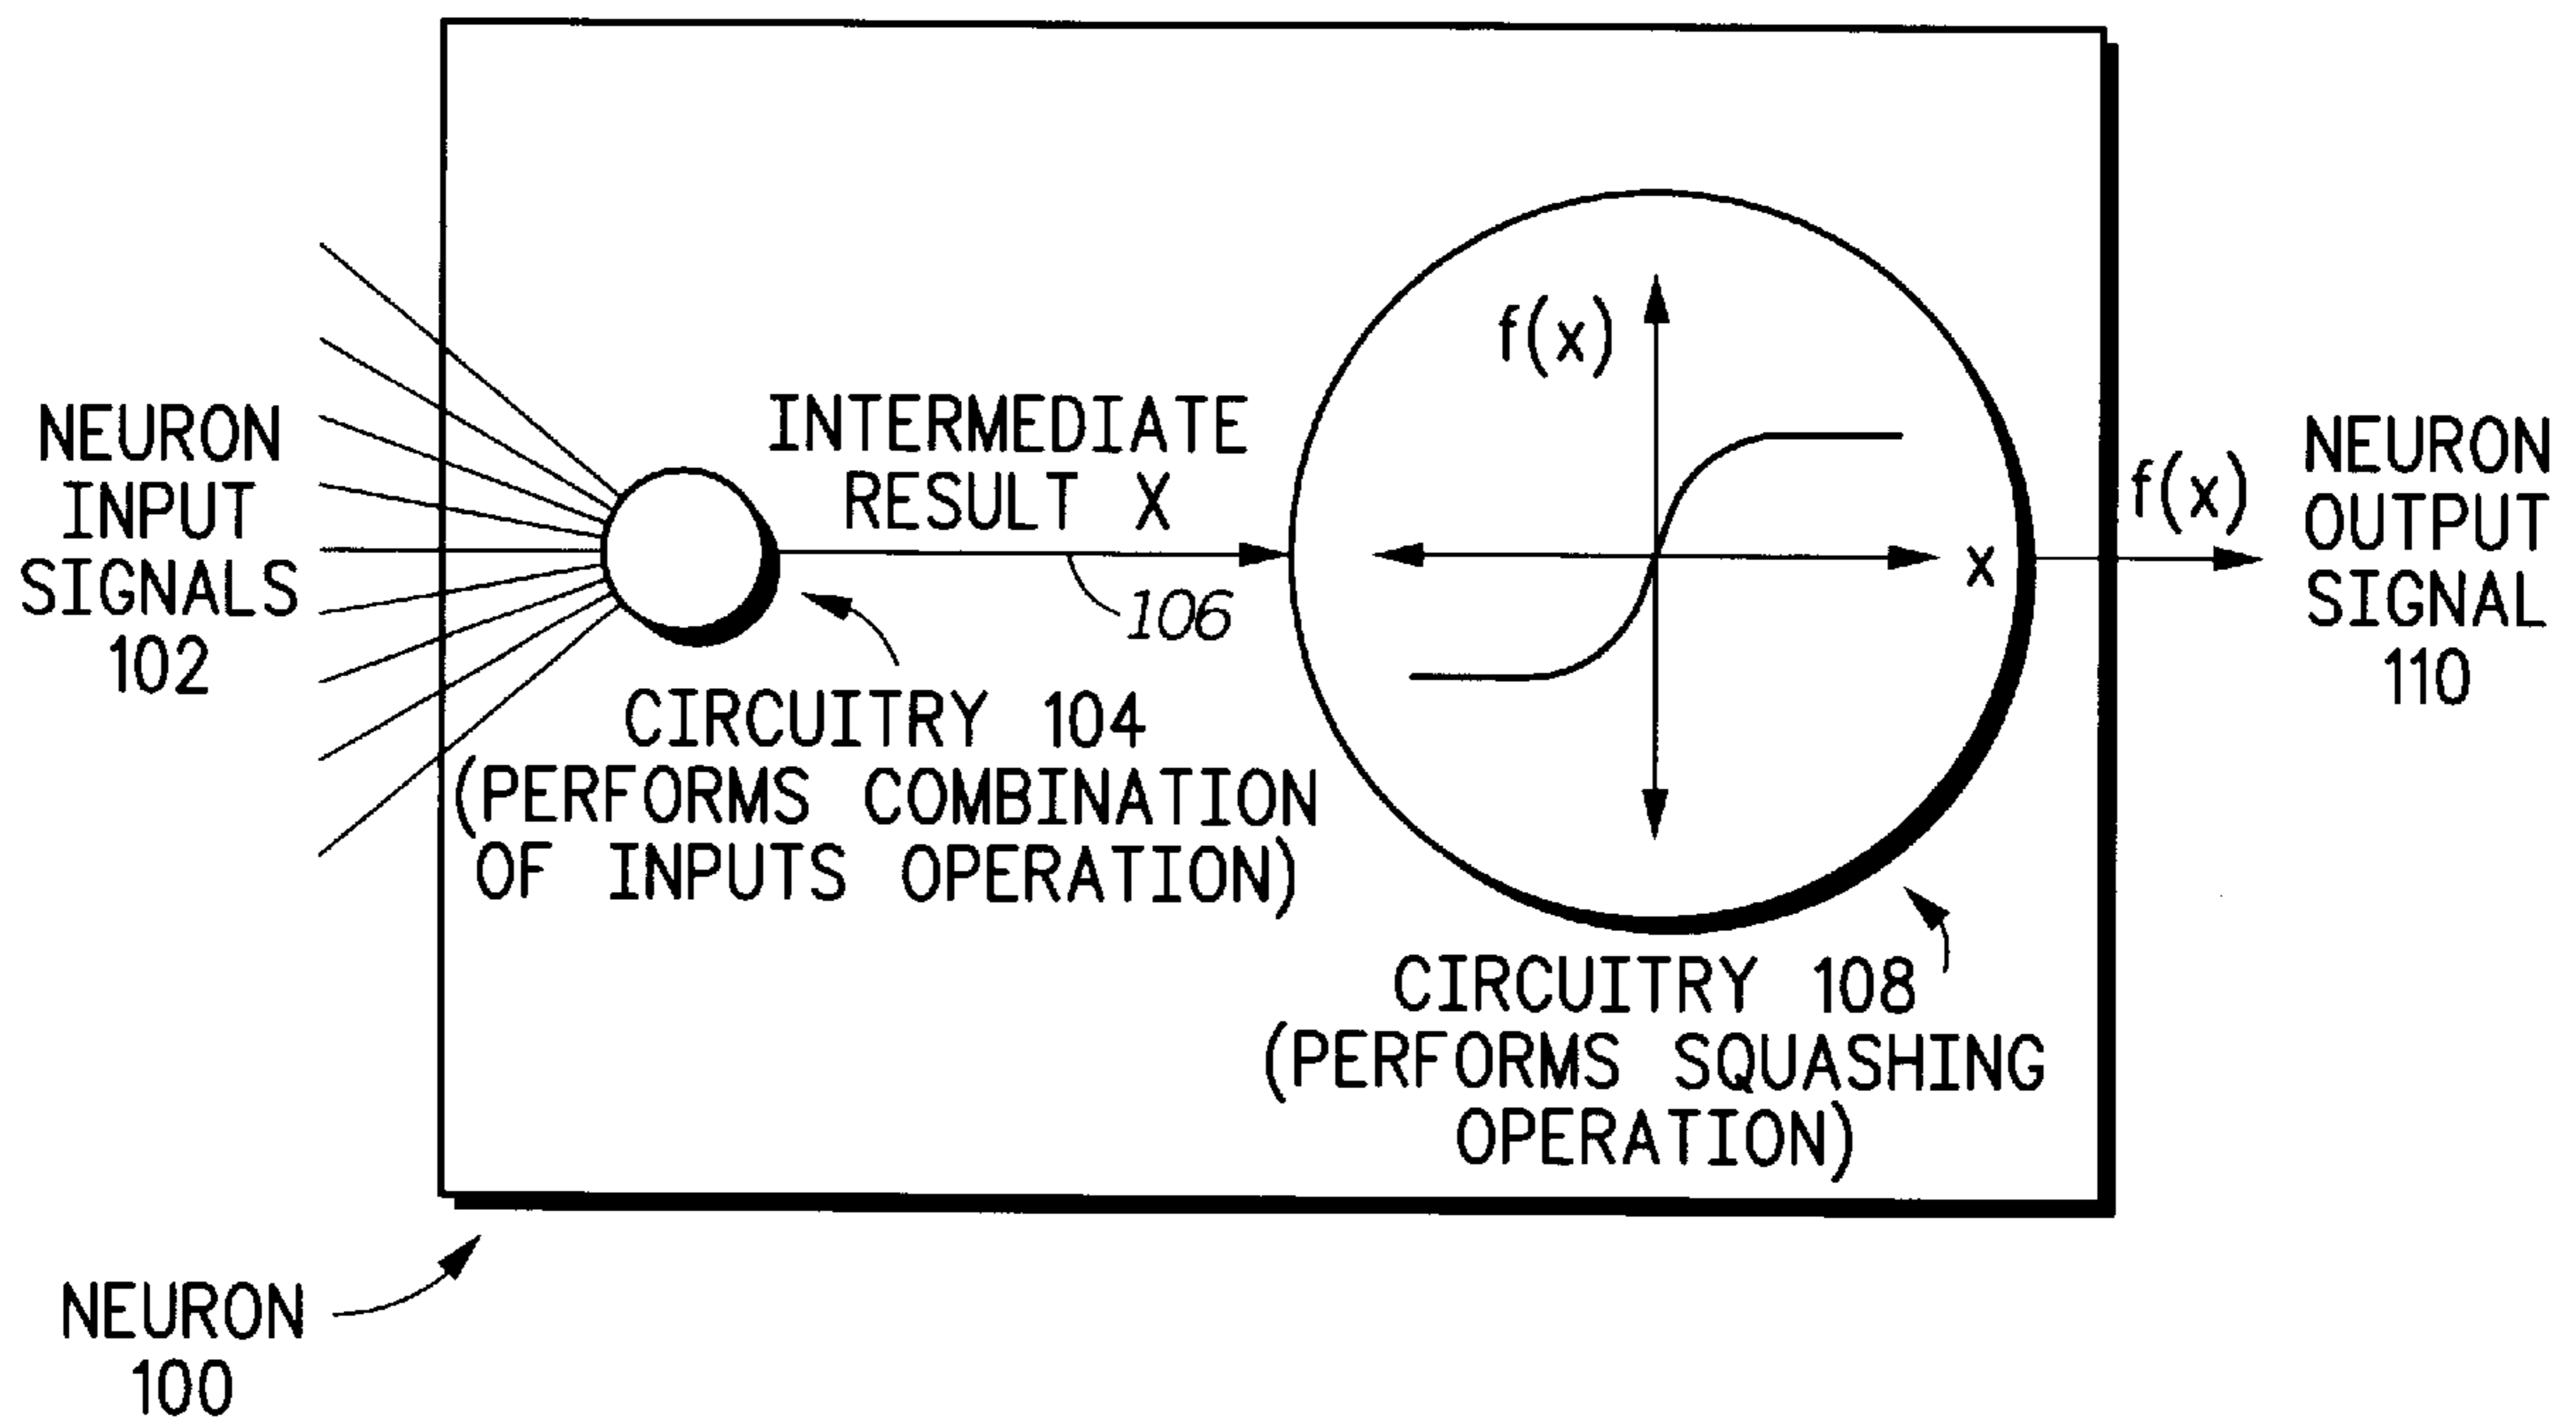 NEURON
INPUT
SIGNALS
102
INTERMEDIATE
RESULT X
106
CIRCUITRY 104
(PERFORMS COMBINATION
OF INPUTS OPERATION)
f(x)
x
CIRCUITRY 108
(PERFORMS SQUASHING
OPERATION)
f(x)
NEURON
OUTPUT
SIGNAL
110
NEURON
100